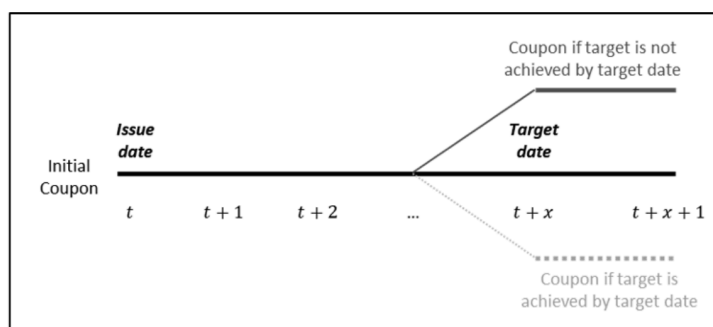 Coupon if target is not
achieved by target date
Issue
date
Target
date
Initial
Coupon
t
t + 1
t + 2
...
t + x
t + x + 1
Coupon if target is
achieved by target date